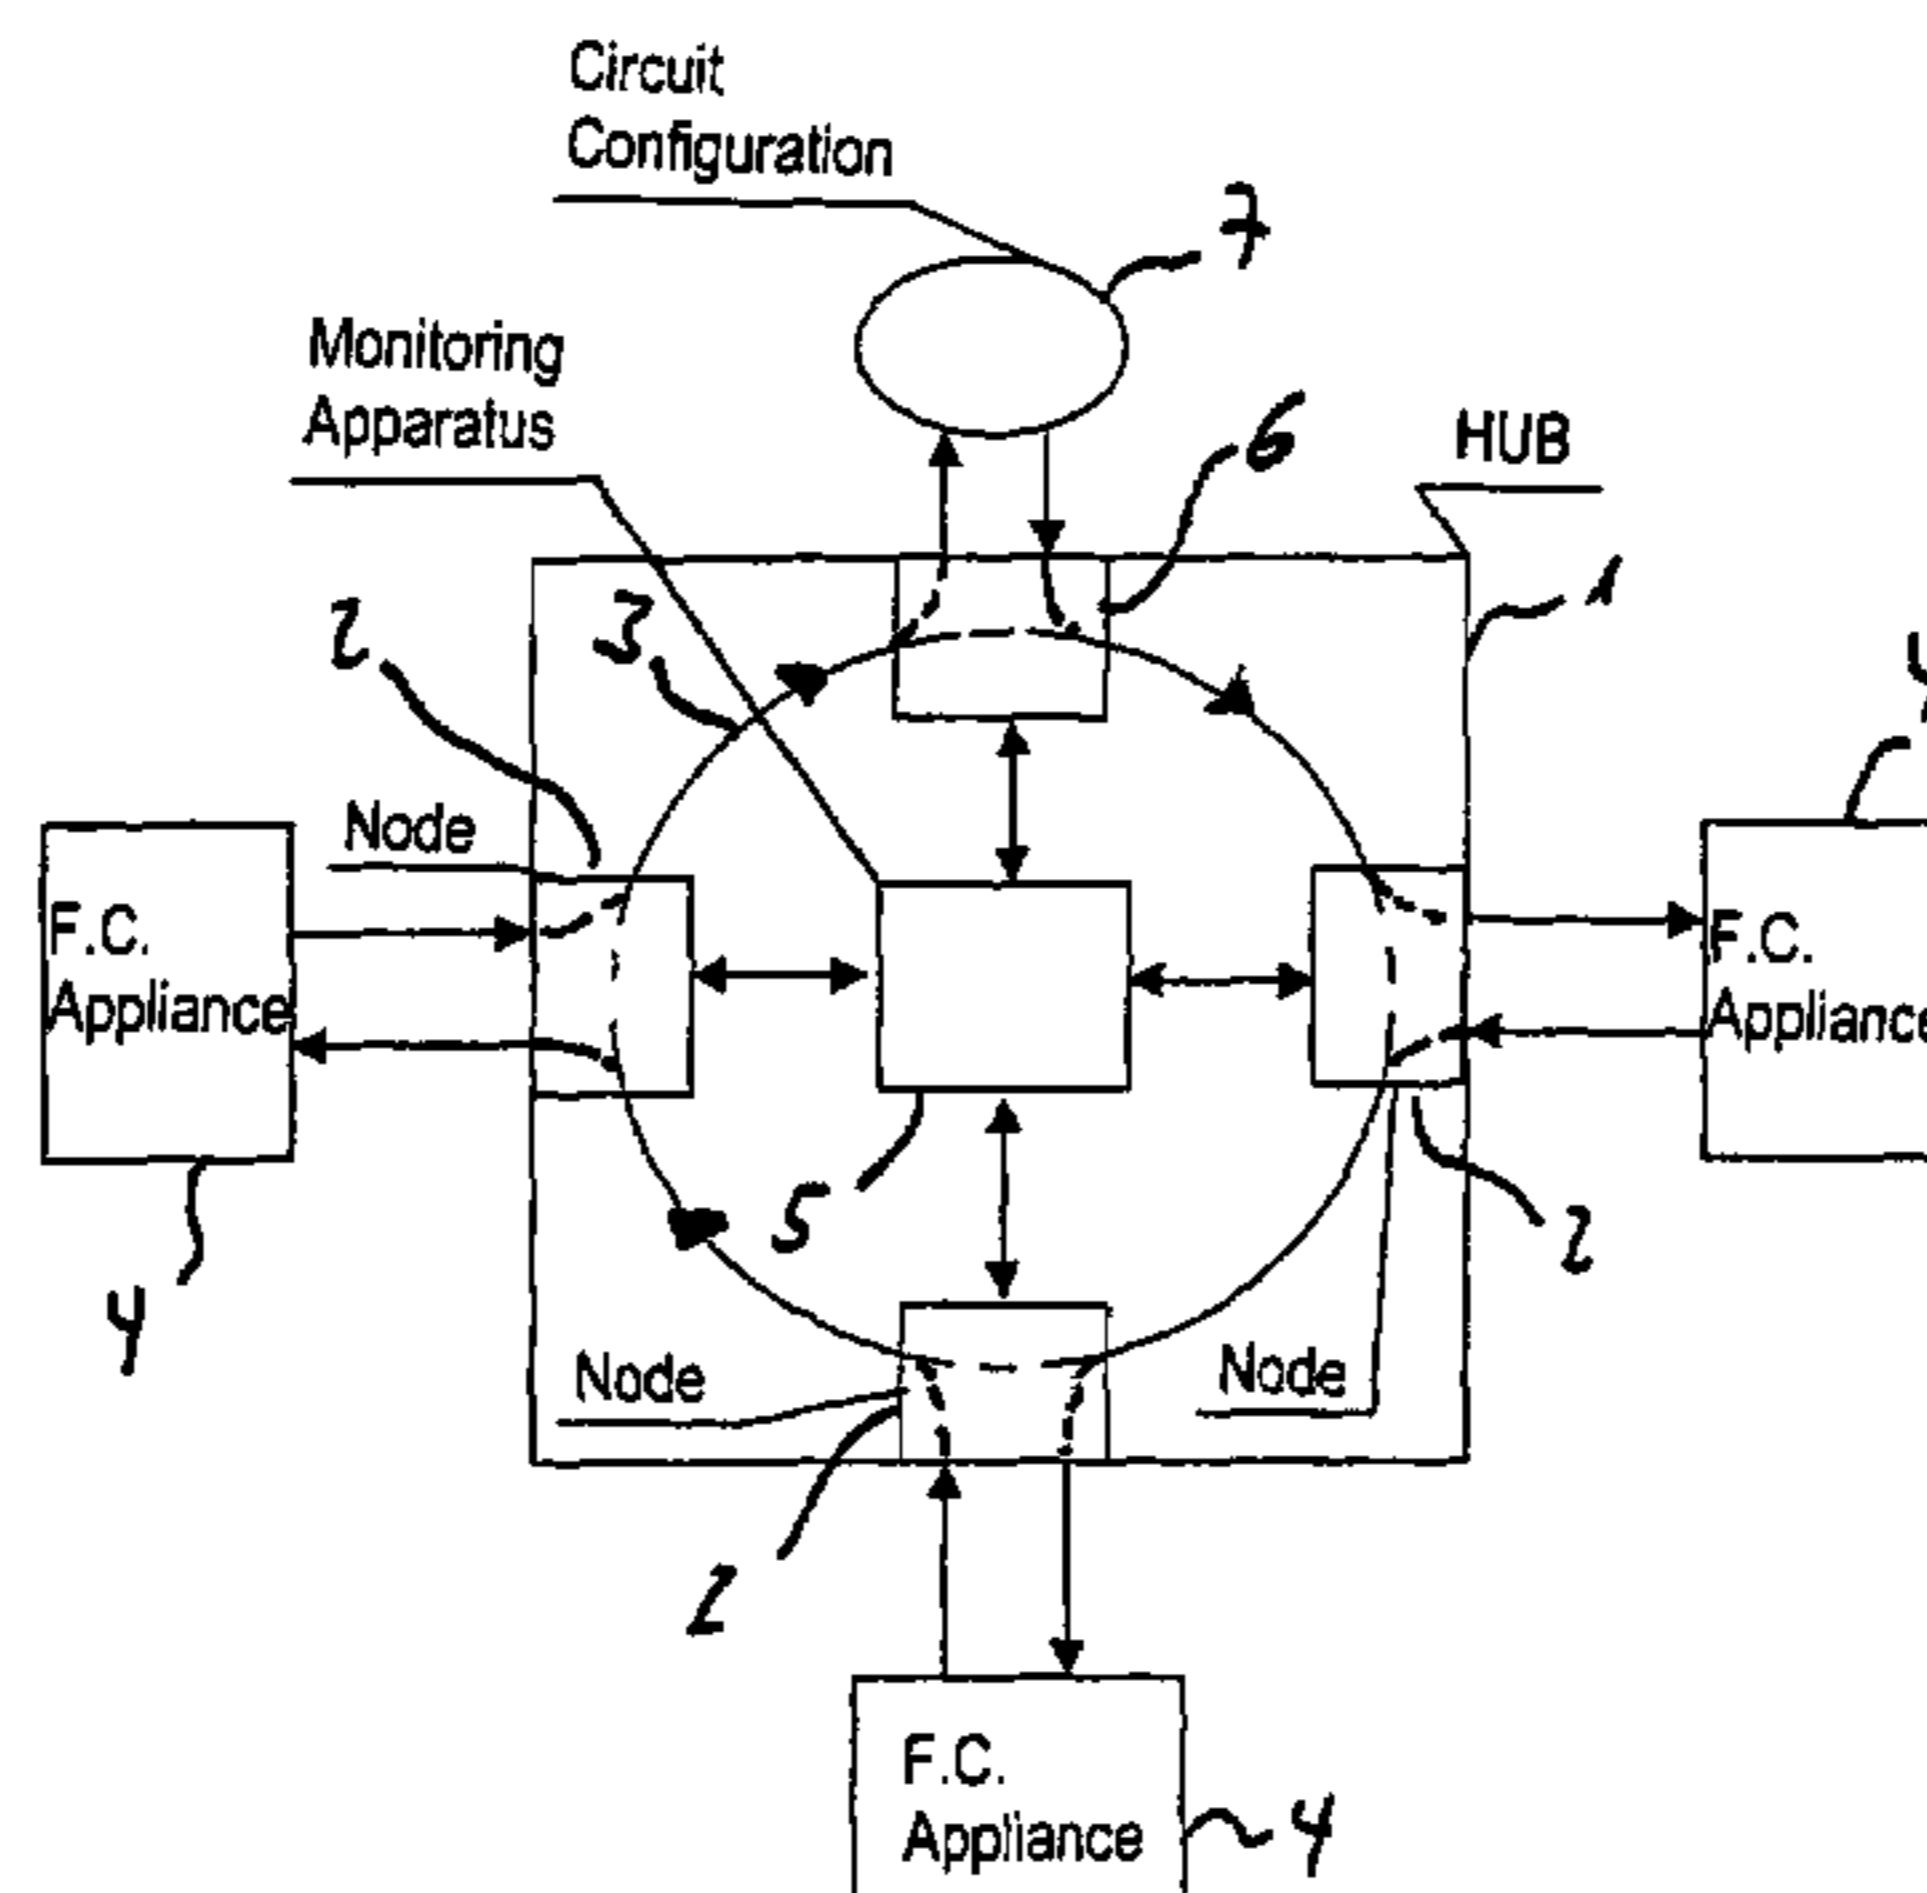 Circuit
Configuration
7
Monitoring
Apparatus
6
HUB
2
3
1
4
Node
F.C.
Appliance
F.C.
Appliance
5
2
4
Node
Node
2
F.C.
Appliance
4